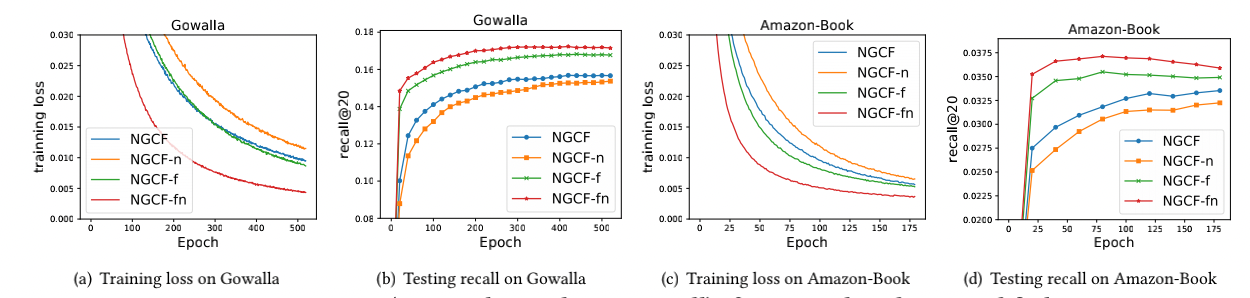 Gowalla
0.030
0.025
0.020
0.015
0.010
0.005
0.000
training loss
NGCF
NGCF-n
NGCF-f
NGCF-fn
0 100 200 300 400 500
Epoch
(a) Training loss on Gowalla
Gowalla
0.18
0.16
0.14
0.12
0.10
0.08
recall@20
NGCF
NGCF-n
NGCF-f
NGCF-fn
0 100 200 300 400 500
Epoch
(b) Testing recall on Gowalla
Amazon-Book
0.030
0.025
0.020
0.015
0.010
0.005
0.000
tranining loss
NGCF
NGCF-n
NGCF-f
NGCF-fn
0 25 50 75 100 125 150 175
Epoch
(c) Training loss on Amazon-Book
Amazon-Book
0.0375
0.0350
0.0325
0.0300
0.0275
0.0250
0.0225
0.0200
recall@20
NGCF
NGCF-n
NGCF-f
NGCF-fn
0 25 50 75 100 125 150 175
Epoch
(d) Testing recall on Amazon-Book